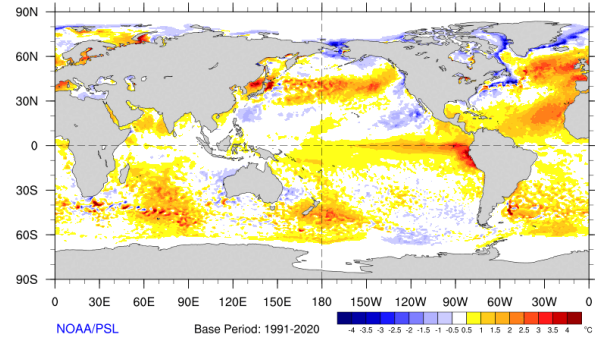 90N
60N
30N
0
30S
60S
90S
0 30E 60E 90E 120E 150E 180 150W 120W 90W 60W 30W 0
NOAA/PSL Base Period: 1991-2020 -4 -3.5 -3 -2.5 -2 -1.5 -1 -0.5 0.5 1 1.5 2 2.5 3 3.5 4 °C